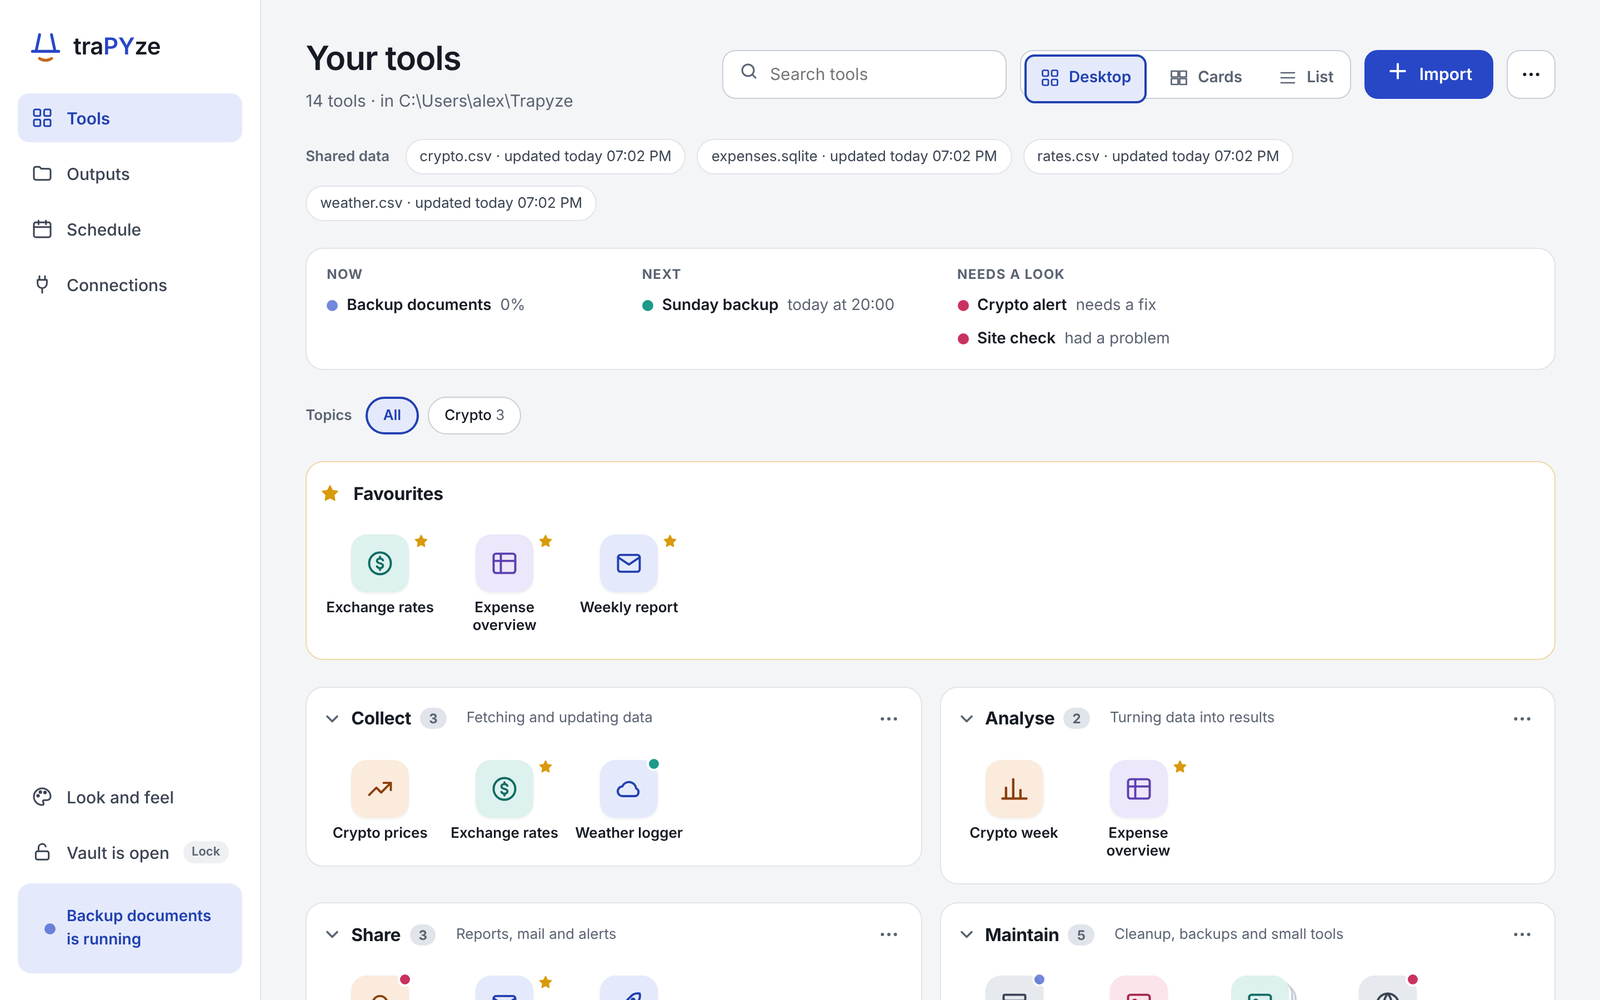 traPYze
Tools
Outputs
Schedule
Connections
Look and feel
Vault is open Lock
Backup documents
is running
Your tools
14 tools · in C:\Users\alex\Trapyze
Search tools
Desktop Cards List
Import
Shared data crypto.csv · updated today 07:02 PM expenses.sqlite · updated today 07:02 PM rates.csv · updated today 07:02 PM
weather.csv · updated today 07:02 PM
NOW
Backup documents 0%
NEXT
Sunday backup today at 20:00
NEEDS A LOOK
Crypto alert needs a fix
Site check had a problem
Topics All Crypto 3
Favourites
Exchange rates
Expense
overview
Weekly report
Collect 3 Fetching and updating data
Crypto prices
Exchange rates
Weather logger
Analyse 2 Turning data into results
Crypto week
Expense
overview
Share 3 Reports, mail and alerts
Maintain 5 Cleanup, backups and small tools